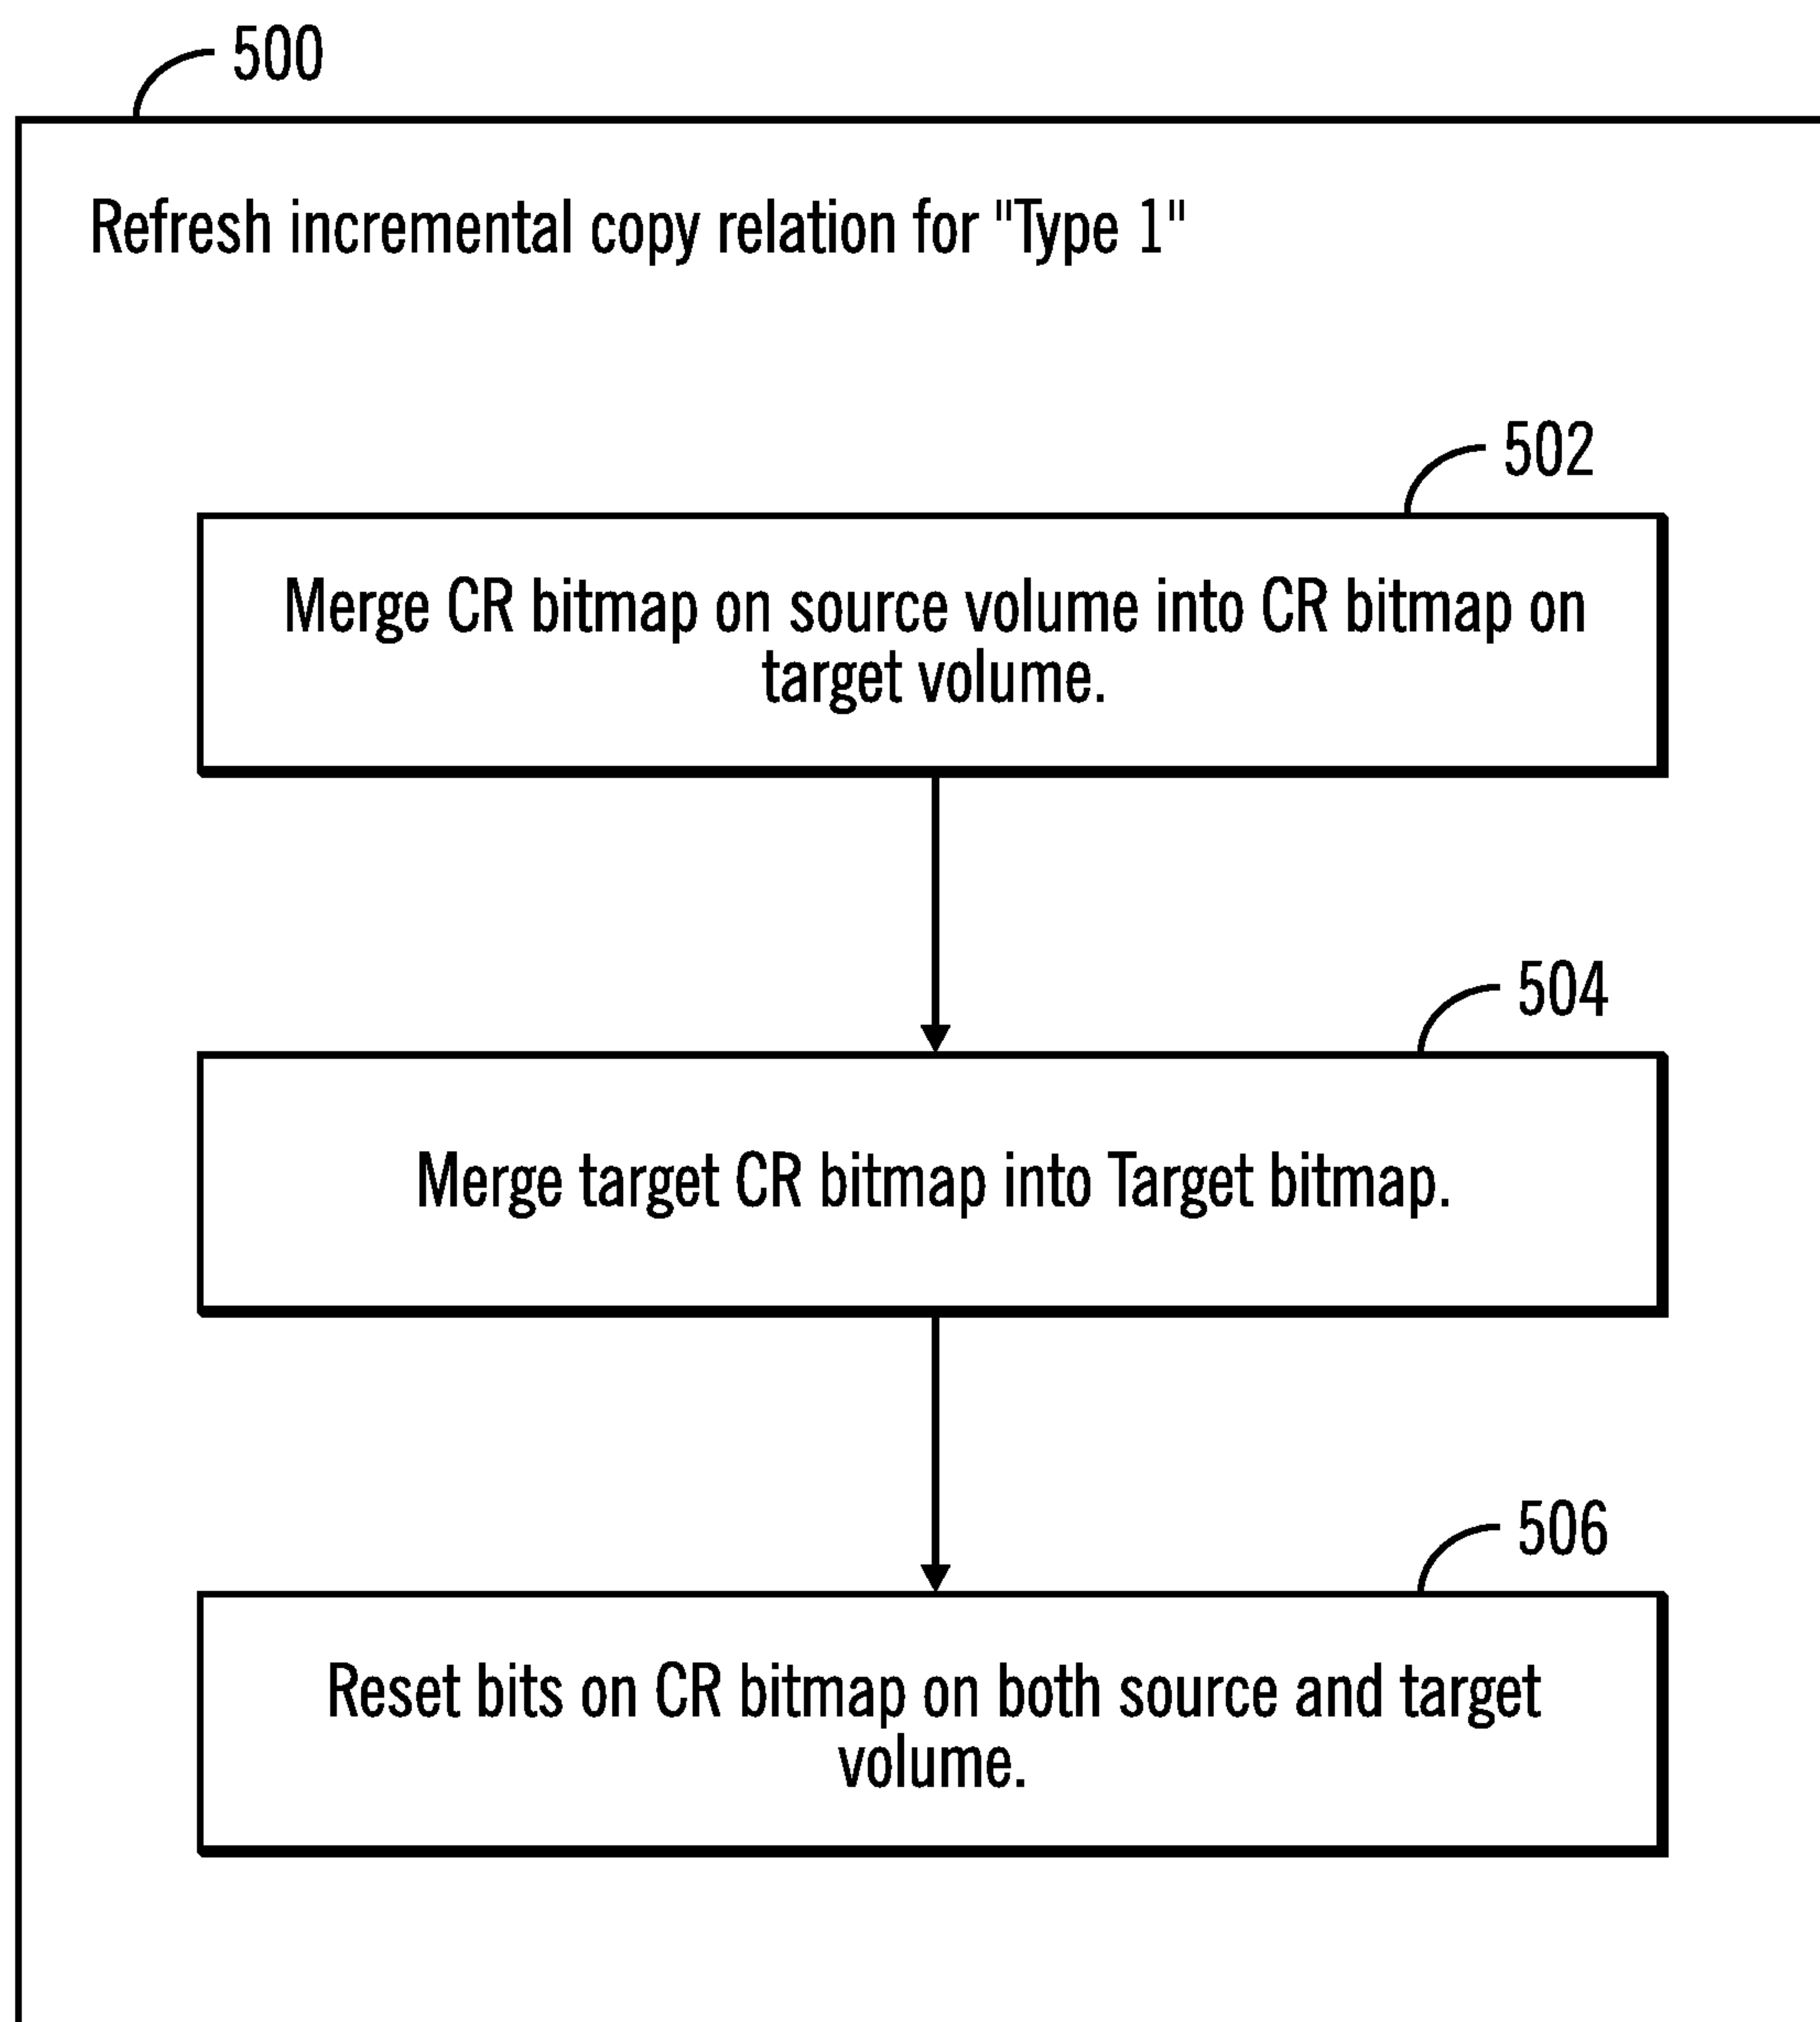 500
Refresh incremental copy relation for "Type 1"
502
Merge CR bitmap on source volume into CR bitmap on
target volume.
504
Merge target CR bitmap into Target bitmap.
506
Reset bits on CR bitmap on both source and target
volume.